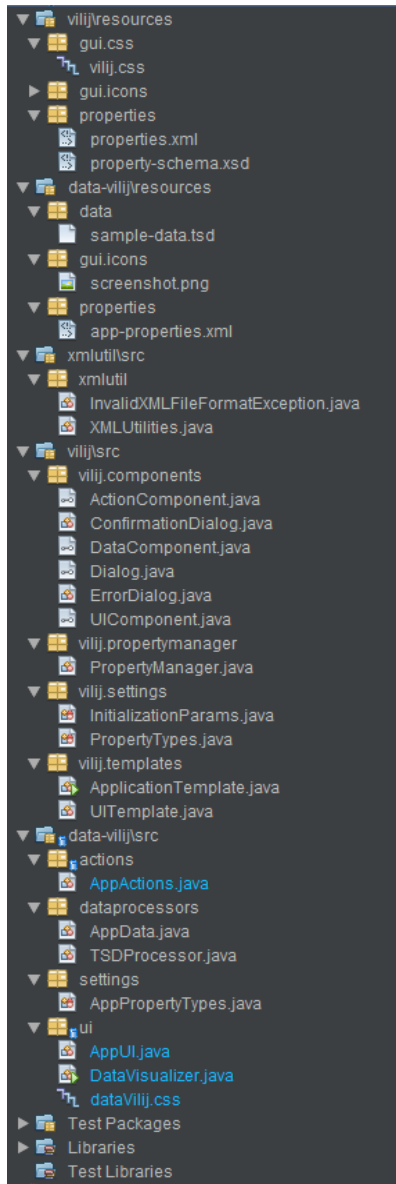 vilij\resources
gui.css
vilij.css
gui.icons
properties
properties.xml
property-schema.xsd
data-vilij\resources
data
sample-data.tsd
gui.icons
screenshot.png
properties
app-properties.xml
xmlutil\src
xmlutil
InvalidXMLFileFormatException.java
XMLUtilities.java
vilij\src
vilij.components
ActionComponent.java
ConfirmationDialog.java
DataComponent.java
Dialog.java
ErrorDialog.java
UIComponent.java
vilij.propertymanager
PropertyManager.java
vilij.settings
InitializationParams.java
PropertyTypes.java
vilij.templates
ApplicationTemplate.java
UITemplate.java
data-vilij\src
actions
AppActions.java
dataprocessors
AppData.java
TSDProcessor.java
settings
AppPropertyTypes.java
ui
AppUI.java
DataVisualizer.java
dataVilij.css
Test Packages
Libraries
Test Libraries